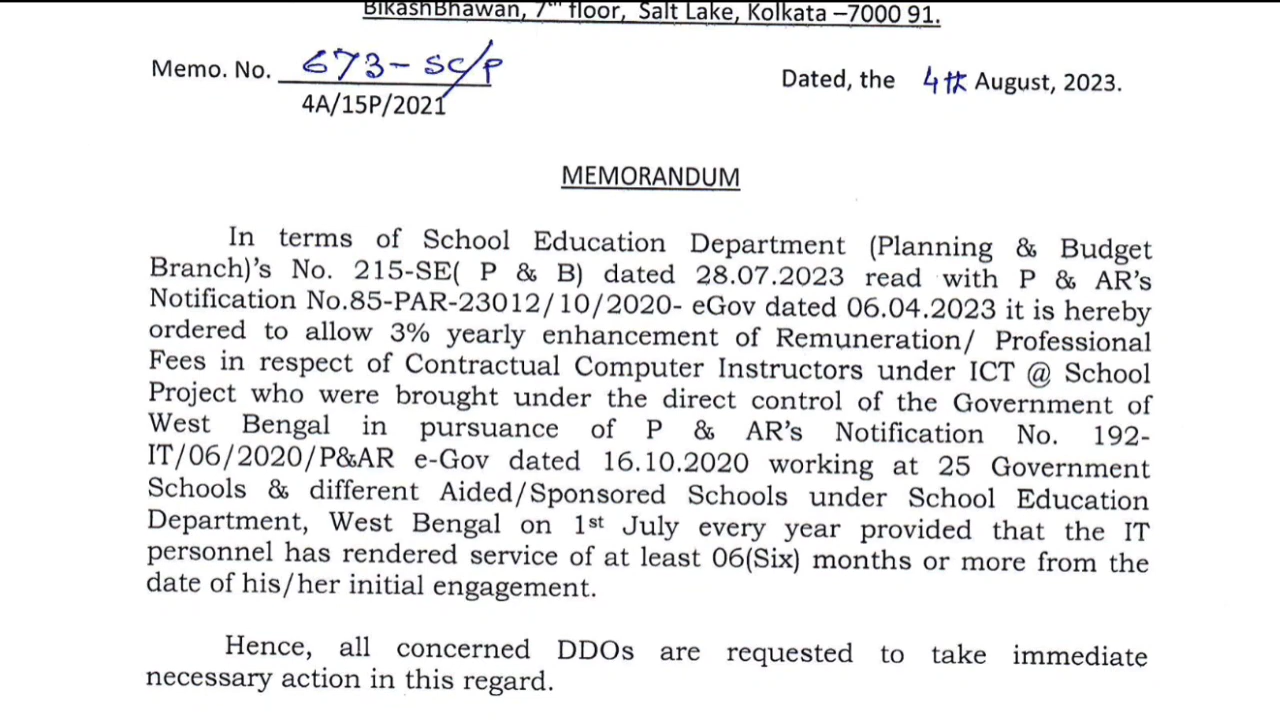 BikashBhawan, 7th floor, Salt Lake, Kolkata –7000 91.
Memo. No. 673-SC/P
4A/15P/2021
Dated, the 4th August, 2023.
MEMORANDUM
In terms of School Education Department (Planning & Budget
Branch)'s No. 215-SE( P & B) dated 28.07.2023 read with P & AR's
Notification No.85-PAR-23012/10/2020- eGov dated 06.04.2023 it is hereby
ordered to allow 3% yearly enhancement of Remuneration/ Professional
Fees in respect of Contractual Computer Instructors under ICT @ School
Project who were brought under the direct control of the Government of
West Bengal in pursuance of P & AR's Notification No. 192-
IT/06/2020/P&AR e-Gov dated 16.10.2020 working at 25 Government
Schools & different Aided/Sponsored Schools under School Education
Department, West Bengal on 1st July every year provided that the IT
personnel has rendered service of at least 06(Six) months or more from the
date of his/her initial engagement.
Hence, all concerned DDOs are requested to take immediate
necessary action in this regard.